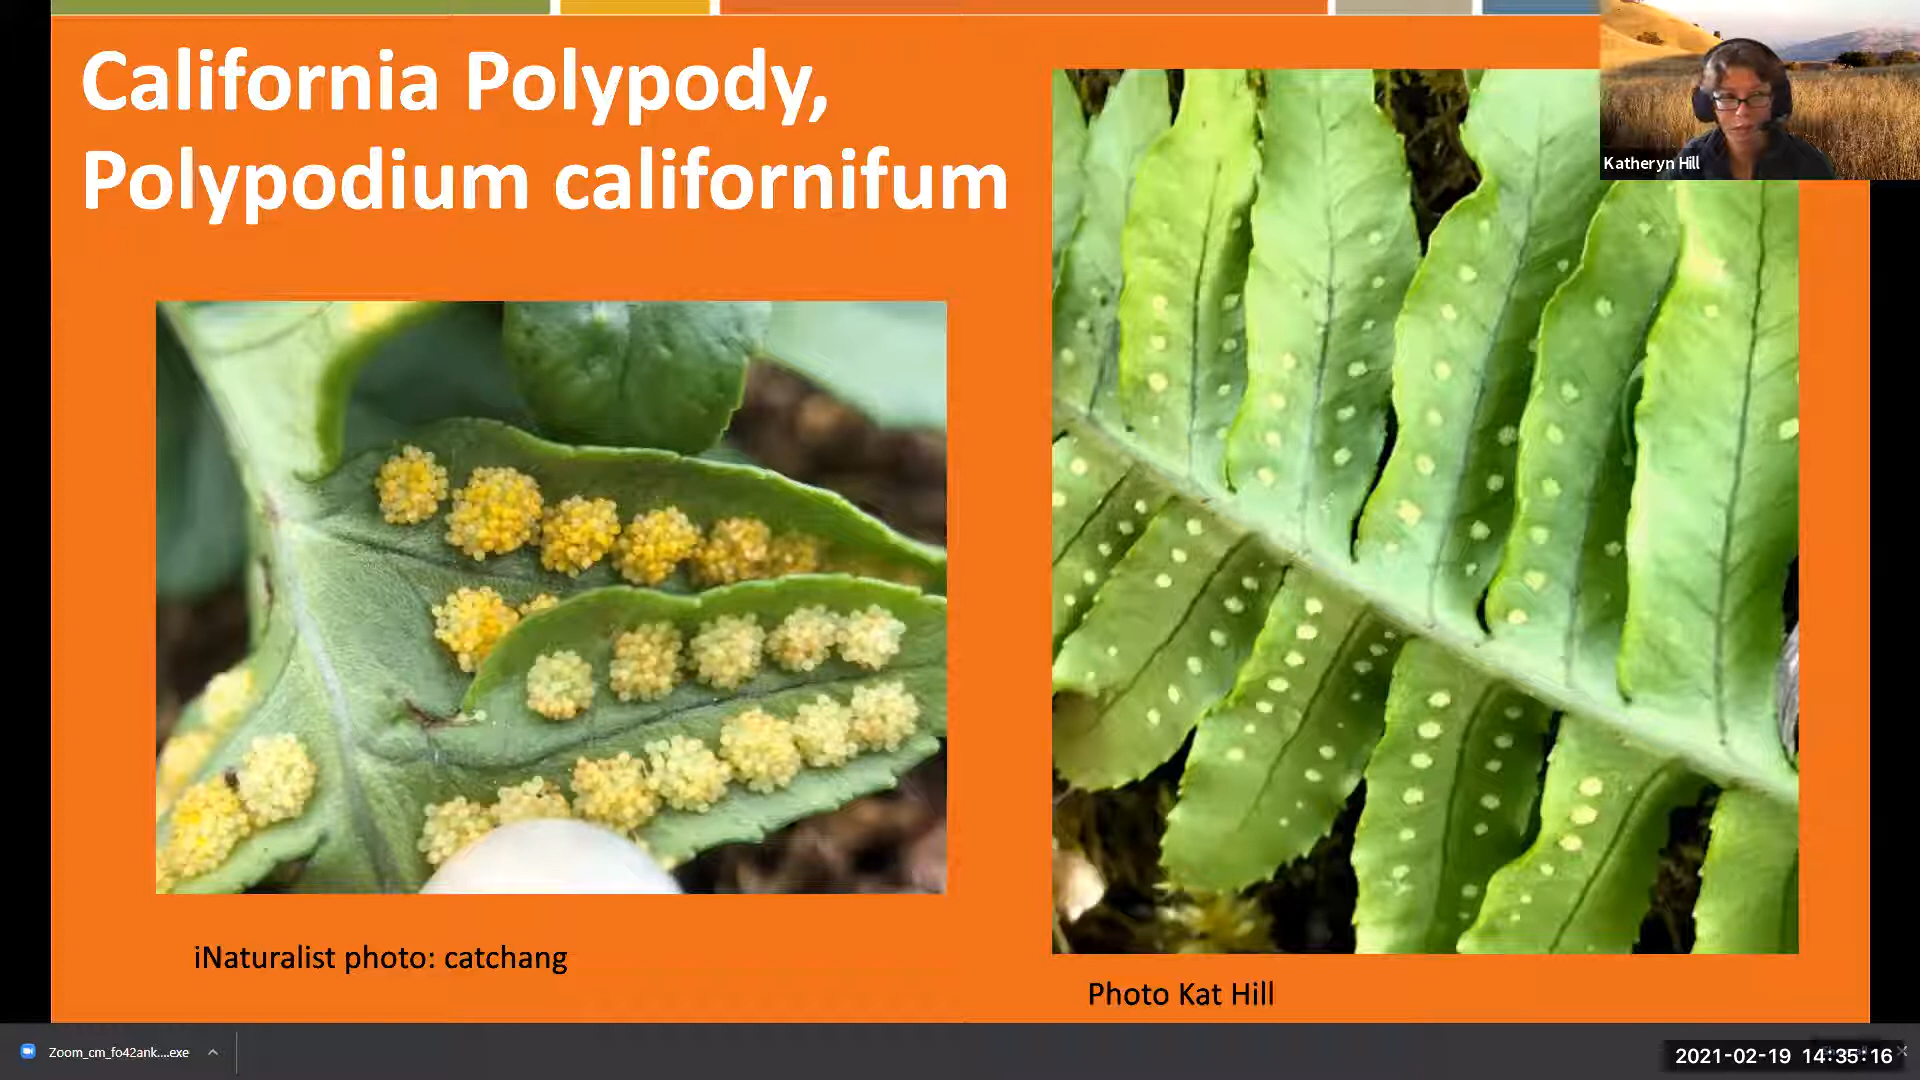 California Polypody,
Polypodium californifum
Katheryn Hill
iNaturalist photo: catchang
Photo Kat Hill
Zoom_cm_fo42ank....exe
2021-02-19 14:35:16